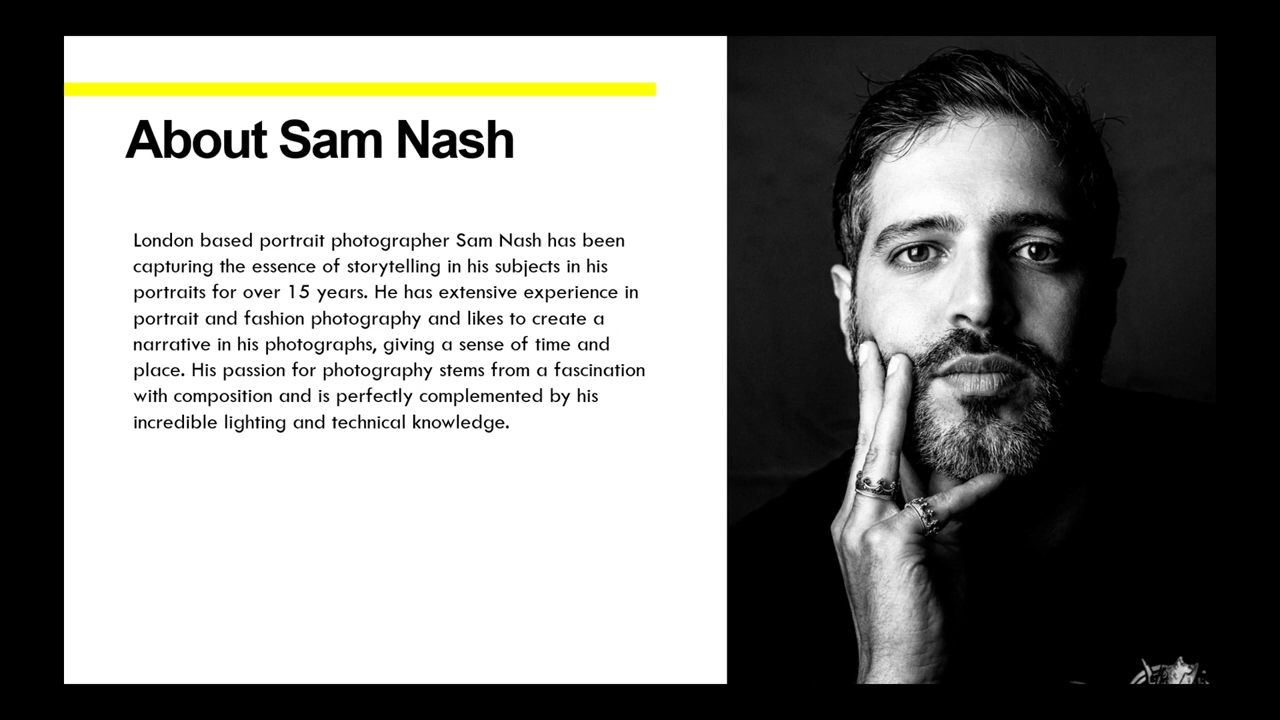 About Sam Nash
London based portrait photographer Sam Nash has been
capturing the essence of storytelling in his subjects in his
portraits for over 15 years. He has extensive experience in
portrait and fashion photography and likes to create a
narrative in his photographs, giving a sense of time and
place. His passion for photography stems from a fascination
with composition and is perfectly complemented by his
incredible lighting and technical knowledge.